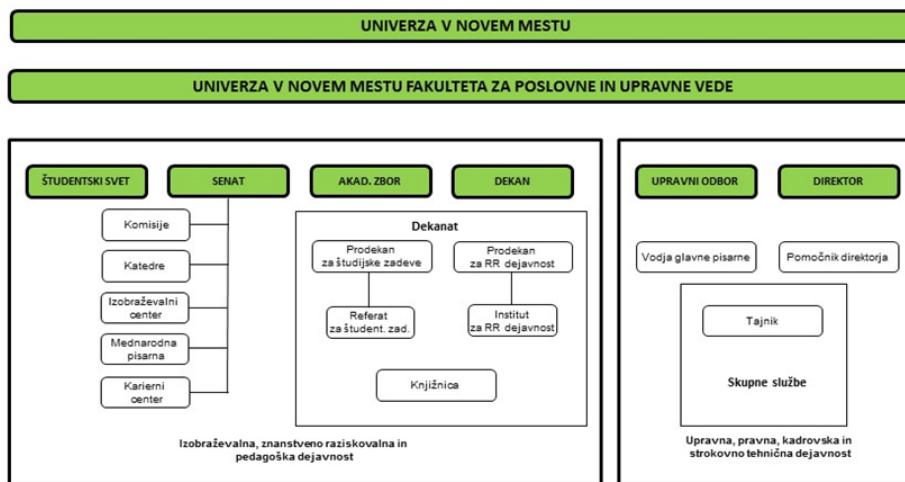 UNIVERZA V NOVEM MESTU
UNIVERZA V NOVEM MESTU FAKULTETA ZA POSLOVNE IN UPRAVNE VEDE
ŠTUDENTSKI SVET
SENAT
AKAD. ZBOR
DEKAN
Komisije
Katedre
Izobraževalni
center
Mednarodna
pisarna
Karierni
center
Dekanat
Prodekan
za študijske zadeve
Prodekan
za RR dejavnost
Referat
za študent. zad.
Institut
za RR dejavnost
Knjižnica
Izobraževalna, znanstveno raziskovalna in
pedagoška dejavnost
UPRAVNI ODBOR
DIREKTOR
Vodja glavne pisarne
Pomočnik direktorja
Tajnik
Skupne službe
Upravna, pravna, kadrovska in
strokovno tehnična dejavnost